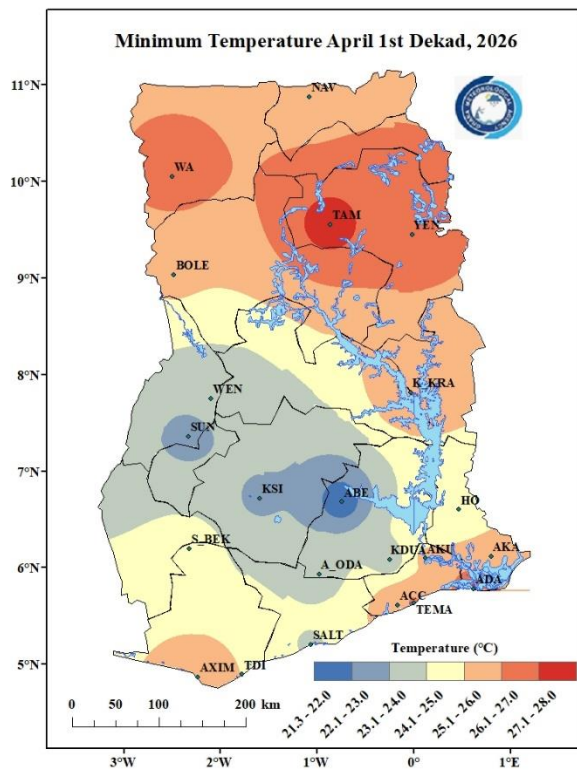 Minimum Temperature April 1st Dekad, 2026
11°N
10°N
9°N
8°N
7°N
6°N
5°N
NAV
WA
TAM
YEN
BOLE
K_KRA
WEN
SUN
KSI
ABE
HO
S_BEK
KDUA
AKU
AKA
A_ODA
ADA
ACC
TEMA
SALT
AXIM
TDI
Temperature (°C)
21.3 - 22.0
22.1 - 23.0
23.1 - 24.0
24.1 - 25.0
25.1 - 26.0
26.1 - 27.0
27.1 - 28.0
0 50 100 200 km
3°W 2°W 1°W 0° 1°E